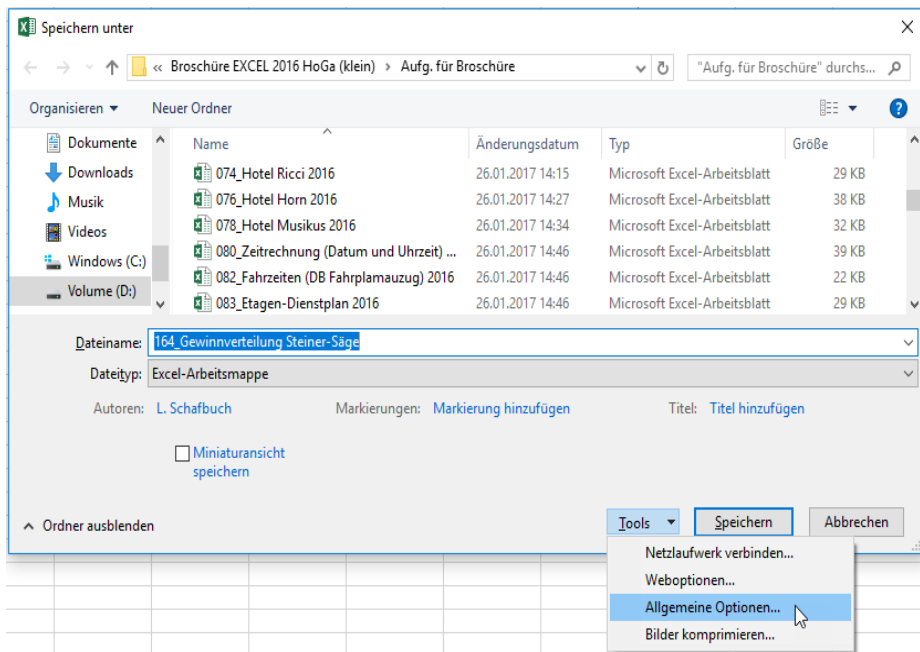 Speichern unter
« Broschüre EXCEL 2016 HoGa (klein) › Aufg. für Broschüre
"Aufg. für Broschüre" durchs...
Organisieren Neuer Ordner
Name Änderungsdatum Typ Größe
Dokumente
Downloads
Musik
Videos
Windows (C:)
Volume (D:)
074_Hotel Ricci 2016 26.01.2017 14:15 Microsoft Excel-Arbeitsblatt 29 KB
076_Hotel Horn 2016 26.01.2017 14:27 Microsoft Excel-Arbeitsblatt 38 KB
078_Hotel Musikus 2016 26.01.2017 14:34 Microsoft Excel-Arbeitsblatt 32 KB
080_Zeitrechnung (Datum und Uhrzeit) ... 26.01.2017 14:46 Microsoft Excel-Arbeitsblatt 39 KB
082_Fahrzeiten (DB Fahrplamauzug) 2016 26.01.2017 14:46 Microsoft Excel-Arbeitsblatt 22 KB
083_Etagen-Dienstplan 2016 26.01.2017 14:46 Microsoft Excel-Arbeitsblatt 29 KB
Dateiname: 164_Gewinnverteilung Steiner-Säge
Dateityp: Excel-Arbeitsmappe
Autoren: L. Schafbuch Markierungen: Markierung hinzufügen Titel: Titel hinzufügen
Miniaturansicht
speichern
Ordner ausblenden Tools Speichern Abbrechen
Netzlaufwerk verbinden...
Weboptionen...
Allgemeine Optionen...
Bilder komprimieren...